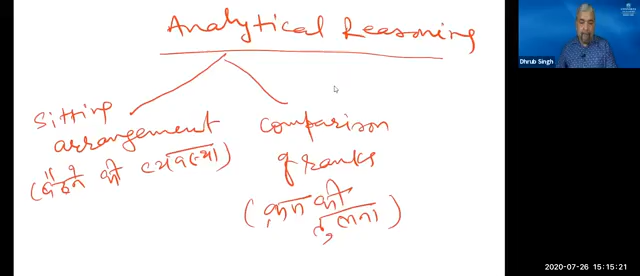 Analytical Reasoning
Sitting
arrangement
(बैठने की व्यवस्था)
Comparison
of ranks
(क्रम की
तुलना)
Dhrub Singh
2020-07-26 15:15:21